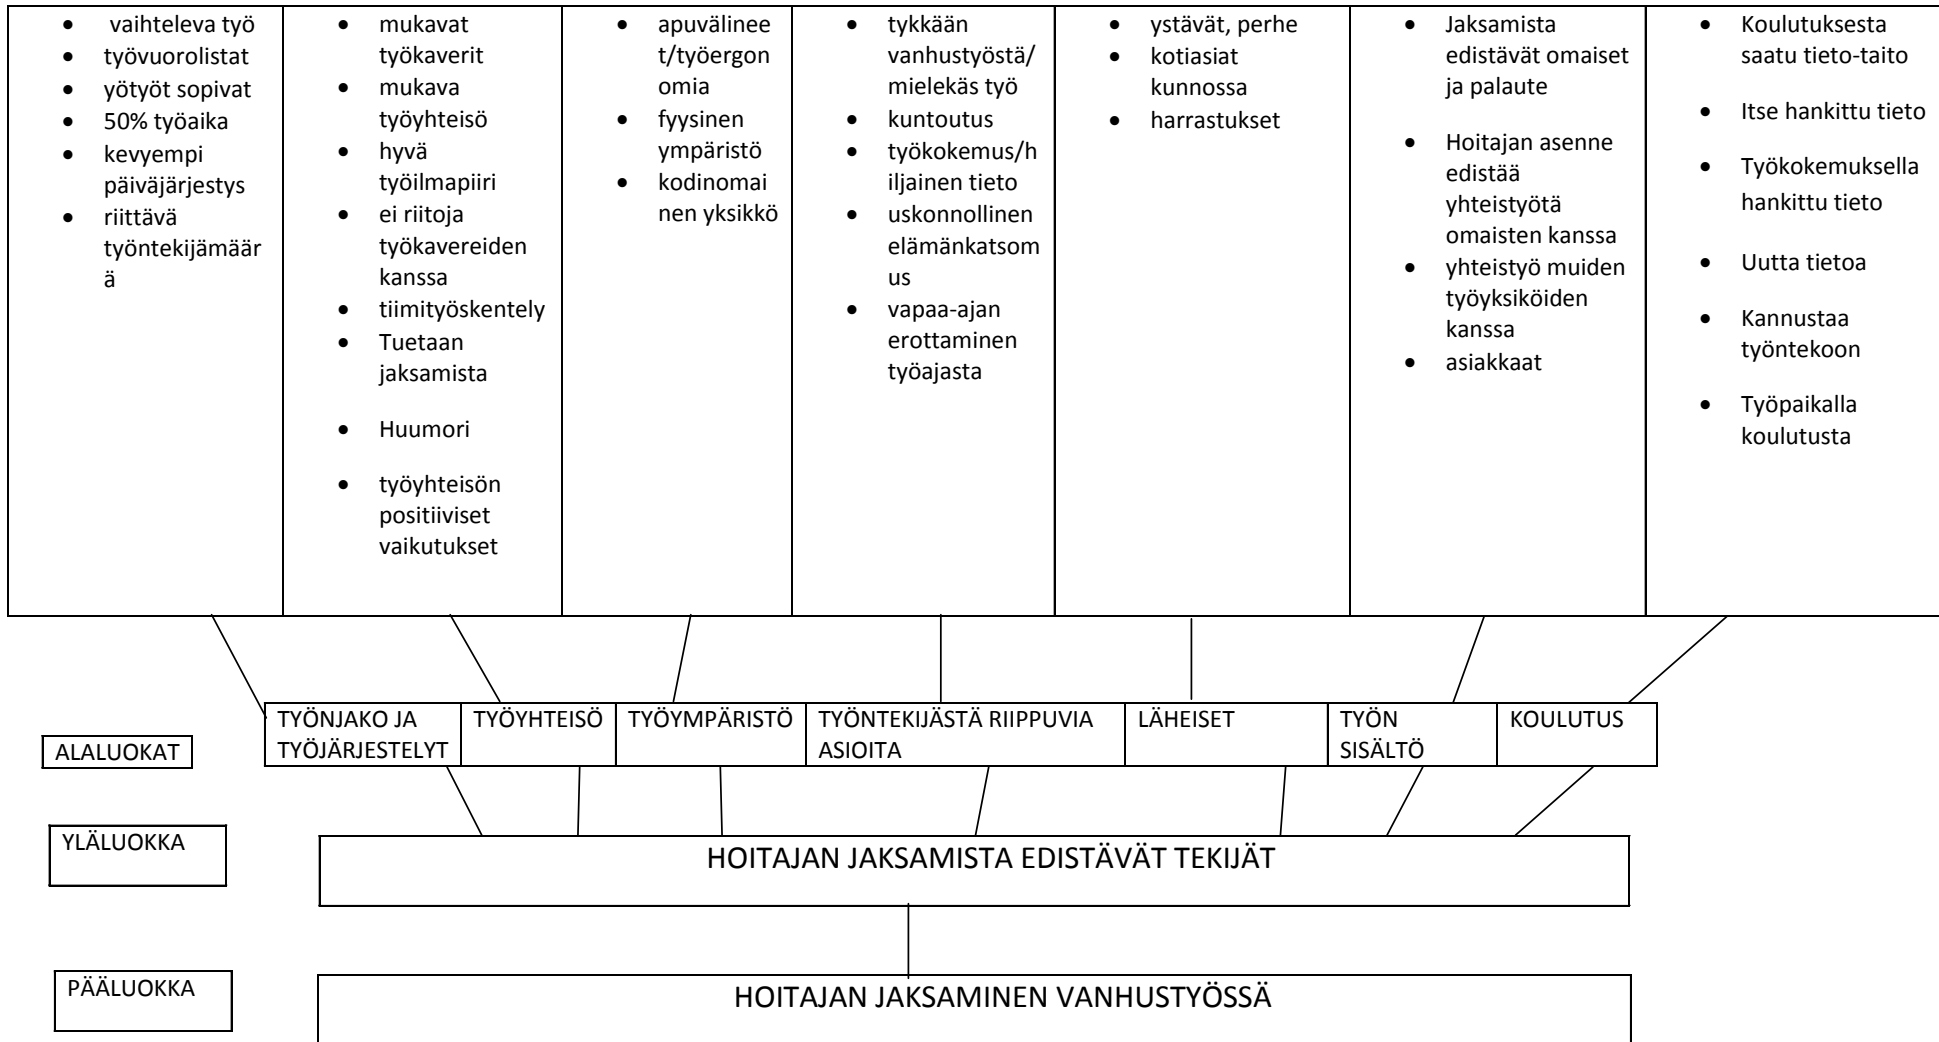 • vaihteleva työ
• työvuorolistat
• yötyöt sopivat
• 50% työaika
• kevyempi
päiväjärjestys
• riittävä
työntekijämäär
ä
• mukavat
työkaverit
• mukava
työyhteisö
• hyvä
työilmapiiri
• ei riitoja
työkavereiden
kanssa
• tiimityöskentely
• Tuetaan
jaksamista
• Huumori
• työyhteisön
positiiviset
vaikutukset
• apuvälinee
t/työergon
omia
• fyysinen
ympäristö
• kodinomai
nen yksikkö
• tykkään
vanhustyöstä/
mielekäs työ
• kuntoutus
• työkokemus/h
iljainen tieto
• uskonnollinen
elämänkatsom
us
• vapaa-ajan
erottaminen
työajasta
• ystävät, perhe
• kotiasiat
kunnossa
• harrastukset
• Jaksamista
edistävät omaiset
ja palaute
• Hoitajan asenne
edistää
yhteistyötä
omaisten kanssa
• yhteistyö muiden
työyksiköiden
kanssa
• asiakkaat
• Koulutuksesta
saatu tieto-taito
• Itse hankittu tieto
• Työkokemuksella
hankittu tieto
• Uutta tietoa
• Kannustaa
työntekoon
• Työpaikalla
koulutusta
ALALUOKAT
TYÖNJAKO JA
TYÖJÄRJESTELYT
TYÖYHTEISÖ
TYÖYMPÄRISTÖ
TYÖNTEKIJÄSTÄ RIIPPUVIA
ASIOITA
LÄHEISET
TYÖN
SISÄLTÖ
KOULUTUS
YLÄLUOKKA
HOITAJAN JAKSAMISTA EDISTÄVÄT TEKIJÄT
PÄÄLUOKKA
HOITAJAN JAKSAMINEN VANHUSTYÖSSÄ